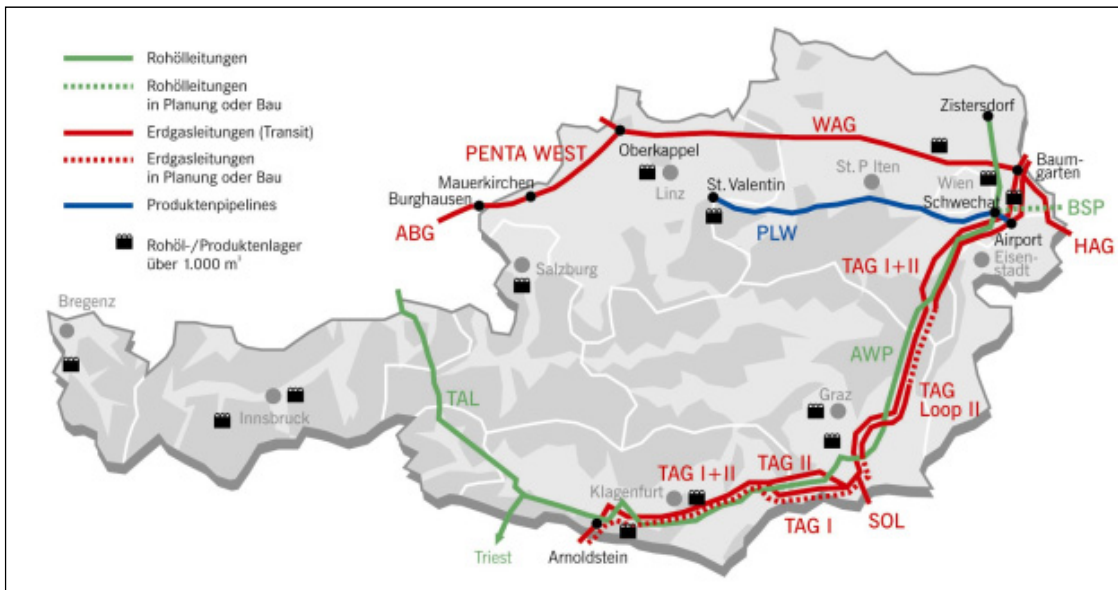 Rohölleitungen
Rohölleitungen
in Planung oder Bau
Erdgasleitungen (Transit)
Erdgasleitungen
in Planung oder Bau
Produktenpipelines
Rohöl-/Produktenlager
über 1.000 m³
Zistersdorf
WAG
Oberkappel
PENTA WEST
Linz
St. Valentin
St. P lten
Wien
Baum-
garten
Mauerkirchen
Burghausen
Schwechat
BSP
ABG
PLW
Airport
HAG
Eisen-
stadt
TAG I+II
Salzburg
Bregenz
AWP
TAL
Innsbruck
Graz
TAG
Loop II
TAG I+II
TAG II
Klagenfurt
TAG I
SOL
Triest
Arnoldstein